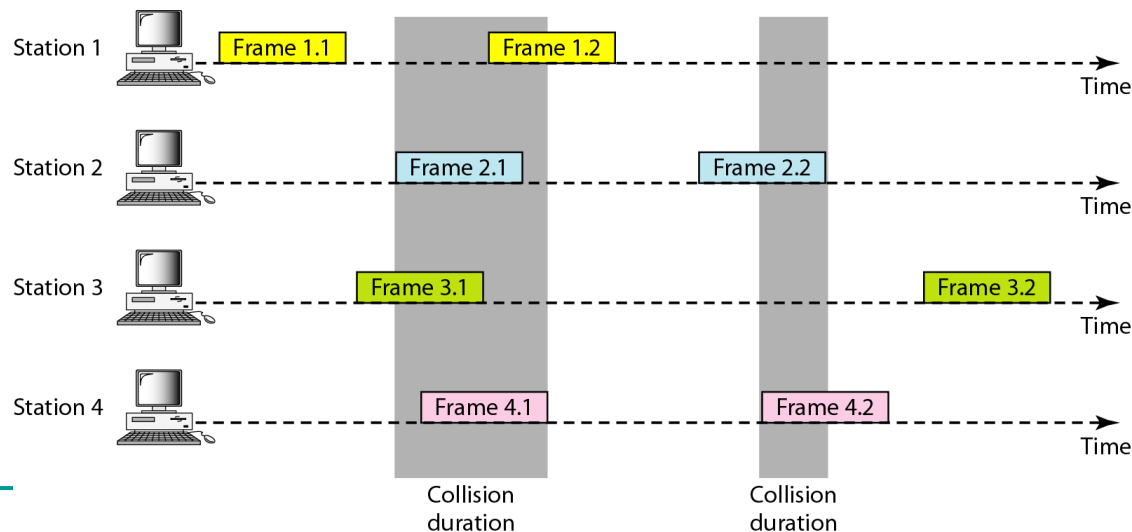 Station 1
Frame 1.1
Frame 1.2
Time
Station 2
Frame 2.1
Frame 2.2
Time
Station 3
Frame 3.1
Frame 3.2
Time
Station 4
Frame 4.1
Frame 4.2
Time
Collision
duration
Collision
duration